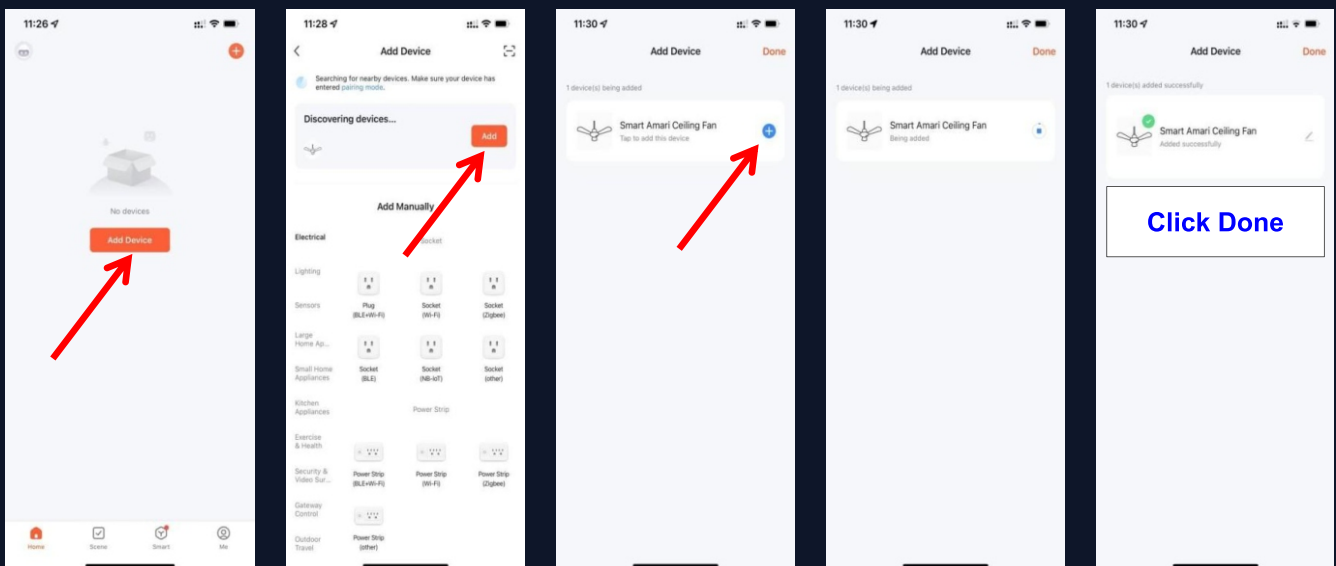 11:26
No devices
Add Device
Home
Scene
Smart
Me
11:28
Add Device
Searching for nearby devices. Make sure your device has
entered pairing mode.
Discovering devices...
Add
Add Manually
Electrical
Socket
Lighting
Plug
(BLE+Wi-Fi)
Socket
(Wi-Fi)
Socket
(Zigbee)
Sensors
Large
Home Ap...
Small Home
Appliances
Socket
(BLE)
Socket
(NB-IoT)
Socket
(other)
Kitchen
Appliances
Power Strip
Exercise
& Health
Security &
Video Sur...
Power Strip
(BLE+Wi-Fi)
Power Strip
(Wi-Fi)
Power Strip
(Zigbee)
Gateway
Control
Outdoor
Travel
Power Strip
(other)
11:30
Add Device
Done
1 device(s) being added
Smart Amari Ceiling Fan
Tap to add this device
11:30
Add Device
Done
1 device(s) being added
Smart Amari Ceiling Fan
Being added
11:30
Add Device
Done
1 device(s) added successfully
Smart Amari Ceiling Fan
Added successfully
Click Done